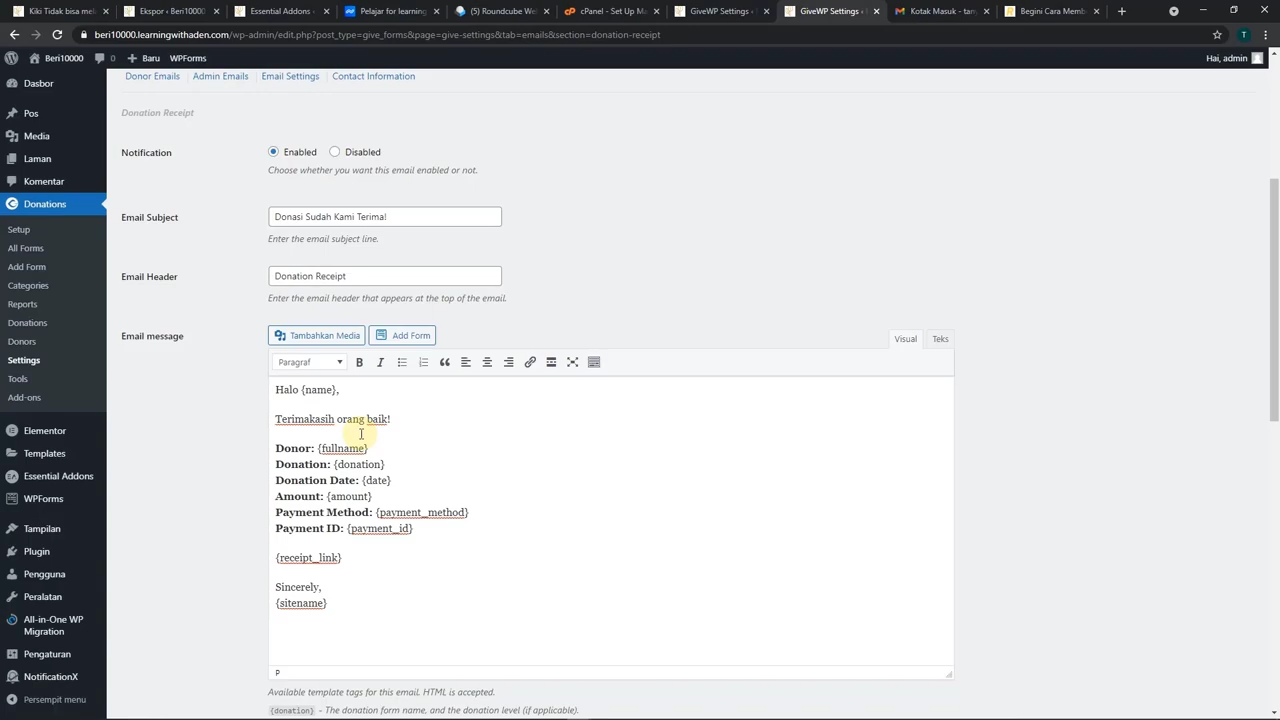 Kiki Tidak bisa mele
Ekspor ‹ Beri10000
Essential Addons ‹
Pelajar for marketing
(5) Roundcube Web
cPanel - Set Up Ma
GiveWP Settings ‹
GiveWP Settings ‹
Kotak Masuk - tan
Begini Cara Memb
beri10000.learningwithaden.com/wp-admin/edit.php?post_type=give_forms&page=give-settings&tab=emails&section=donation-receipt
T
Beri10000 0 Baru WPForms
Hai, admin
Dasbor
Pos
Media
Laman
Komentar
Donations
Setup
All Forms
Add Form
Categories
Reports
Donations
Donors
Settings
Tools
Add-ons
Elementor
Templates
Essential Addons
WPForms
Tampilan
Plugin
Pengguna
Peralatan
All-in-One WP
Migration
Pengaturan
NotificationX
Persempit menu
Donor Emails Admin Emails Email Settings Contact Information
Donation Receipt
Notification
Enabled Disabled
Choose whether you want this email enabled or not.
Email Subject
Donasi Sudah Kami Terima!
Enter the email subject line.
Email Header
Donation Receipt
Enter the email header that appears at the top of the email.
Email message
Tambahkan Media Add Form
Visual Teks
Paragraf B I
Halo {name},
Terimakasih orang baik!
Donor: {fullname}
Donation: {donation}
Donation Date: {date}
Amount: {amount}
Payment Method: {payment_method}
Payment ID: {payment_id}
{receipt_link}
Sincerely,
{sitename}
P
Available template tags for this email. HTML is accepted.
{donation} - The donation form name, and the donation level (if applicable).